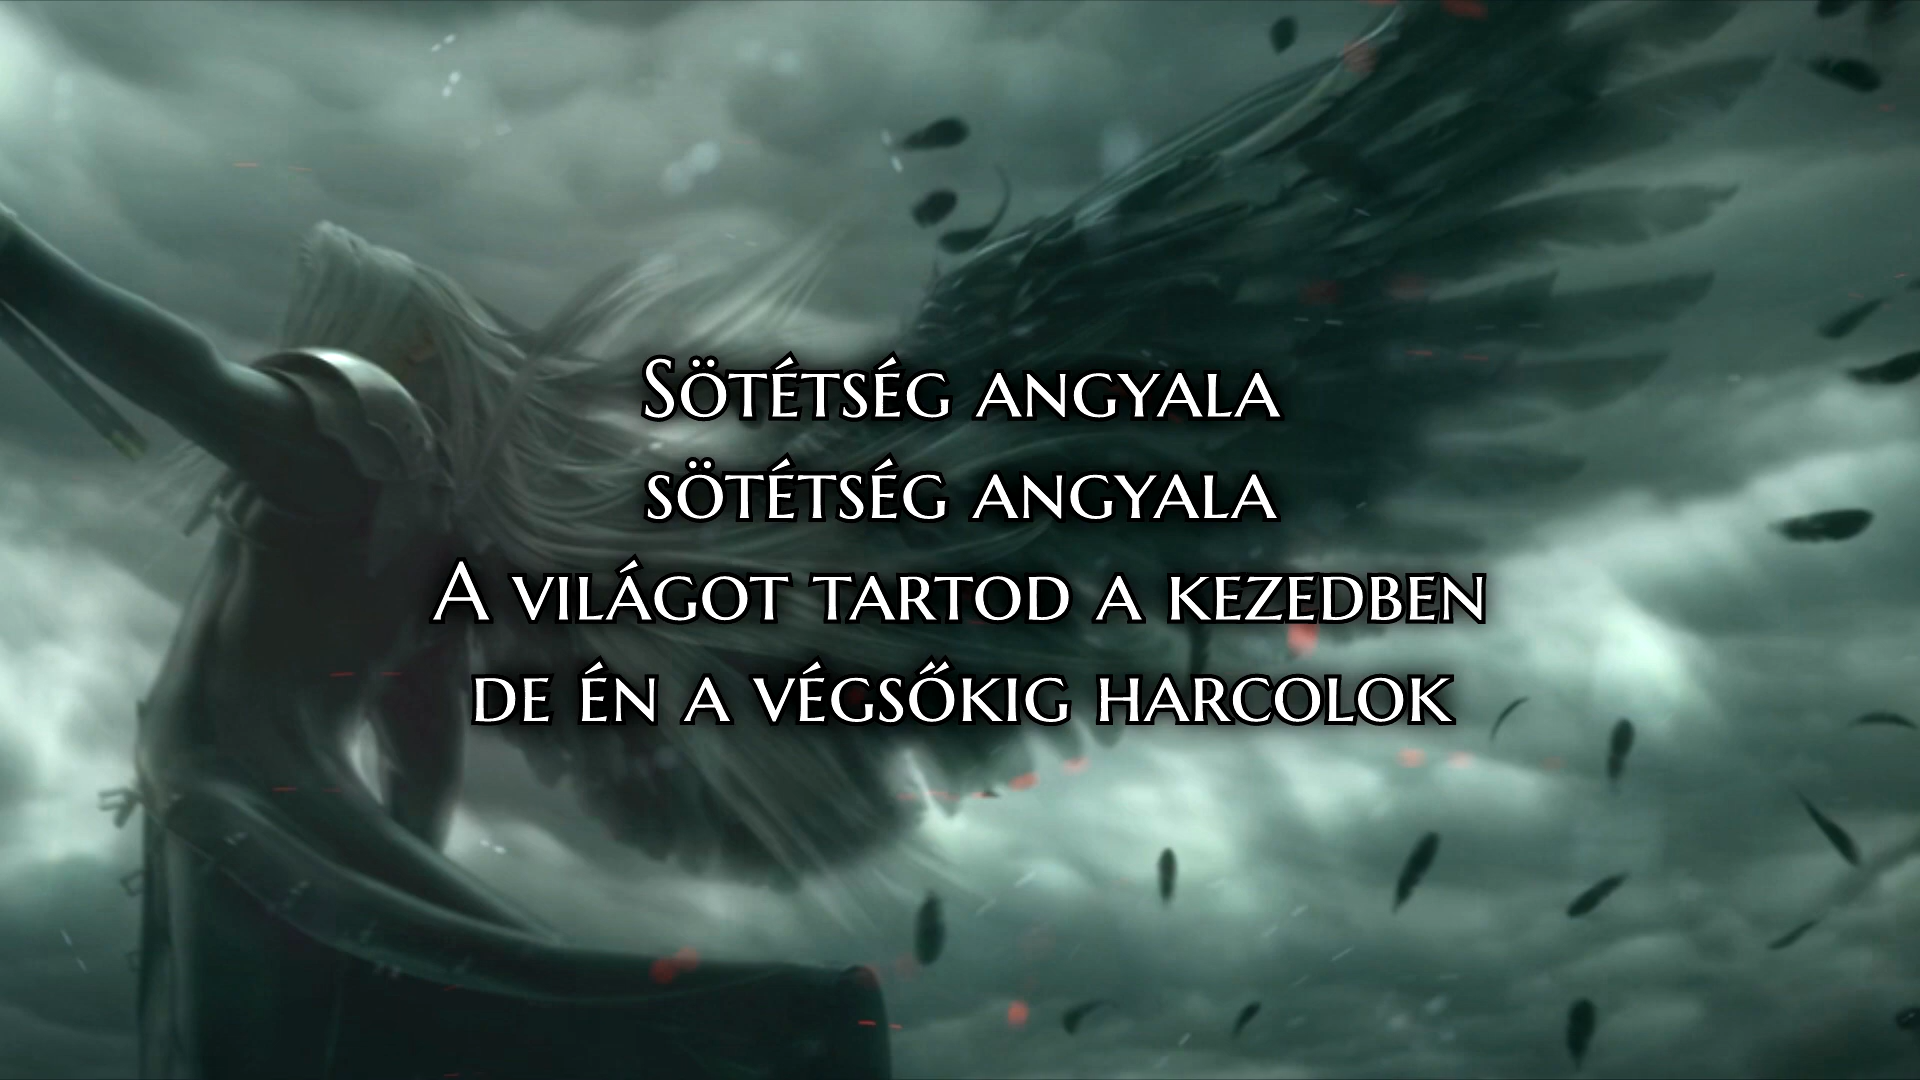 Sötétség angyala
sötétség angyala
A világot tartod a kezedben
de én a végsőkig harcolok